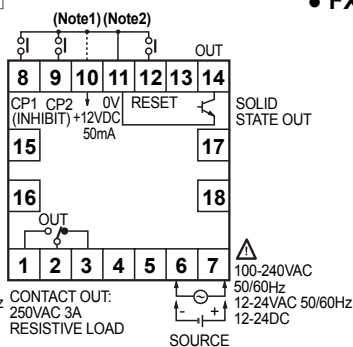 (Note1) (Note2)
OUT
8 9 10 11 12 13 14
CP1 CP2 0V RESET
(INHIBIT) +12VDC
50mA
SOLID
STATE OUT
15
17
16
18
OUT
1 2 3 4 5 6 7
CONTACT OUT:
250VAC 3A
RESISTIVE LOAD
100-240VAC
50/60Hz
12-24VAC 50/60Hz
12-24DC
- +
SOURCE